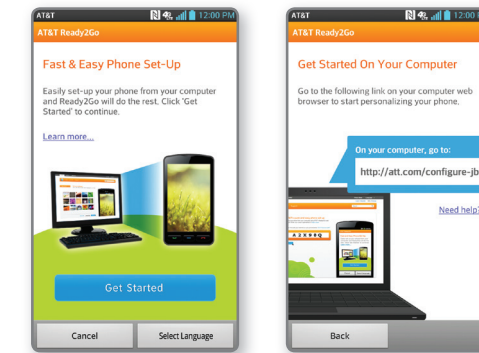 AT&T
12:00 PM
AT&T Ready2Go
Fast & Easy Phone Set-Up
Easily set-up your phone from your computer
and Ready2Go will do the rest. Click 'Get
Started' to continue.
Learn more...
Get Started
Cancel
Select Language
AT&T
12:00 P
AT&T Ready2Go
Get Started On Your Computer
Go to the following link on your computer web
browser to start personalizing your phone.
On your computer, go to:
http://att.com/configure-jb
Need help?
Back